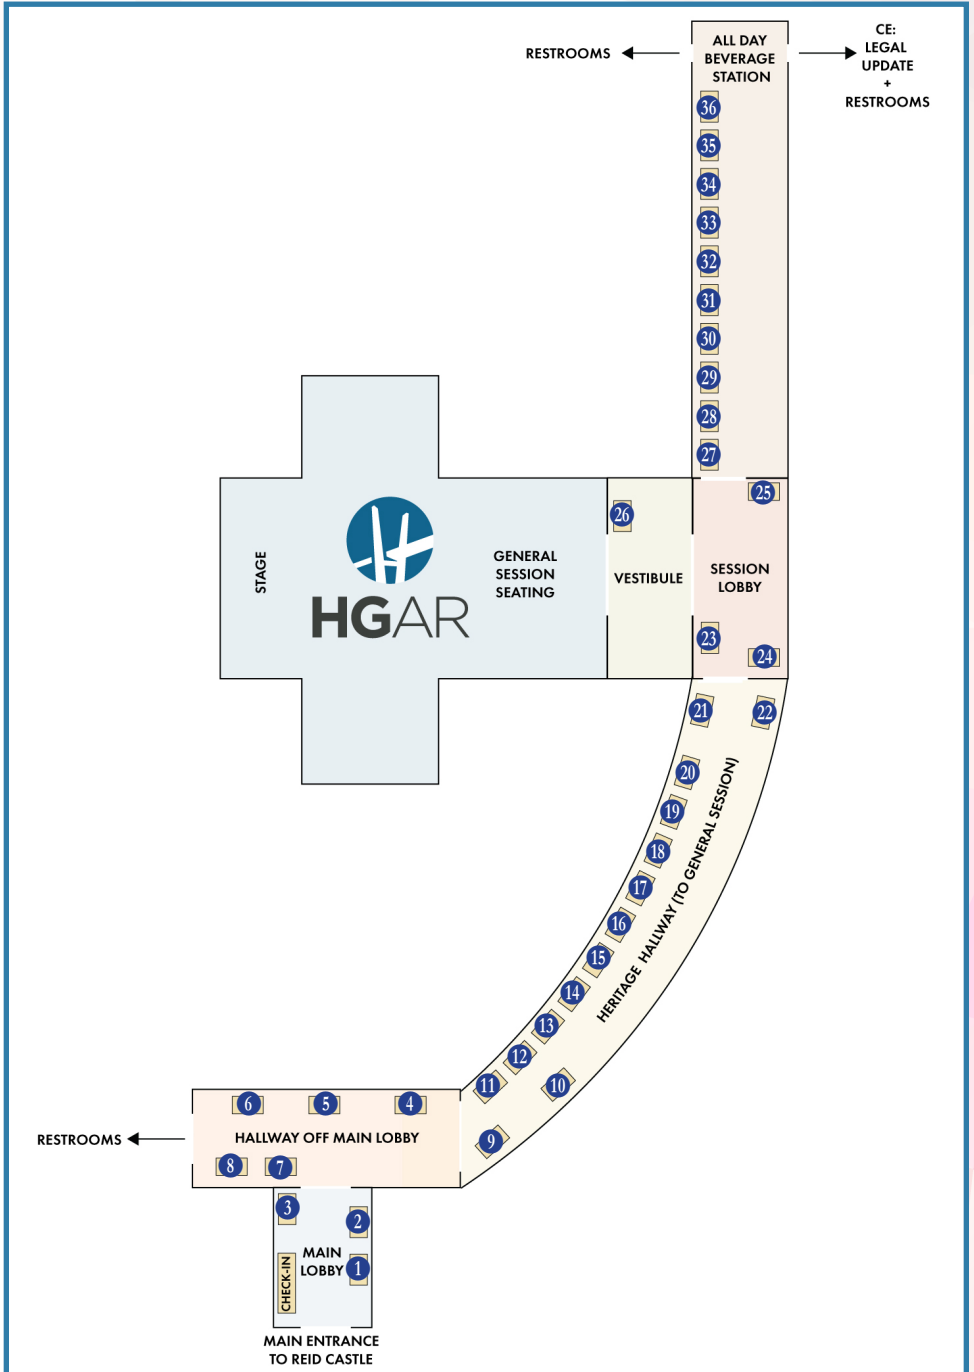 RESTROOMS
ALL DAY
BEVERAGE
STATION
CE:
LEGAL
UPDATE
+
RESTROOMS
36
35
34
33
32
31
30
29
28
27
25
26
STAGE
HGAR
GENERAL
SESSION
SEATING
VESTIBULE
SESSION
LOBBY
23
24
21
22
20
19
18
17
16
15
14
13
12
11
10
9
HERITAGE HALLWAY (TO GENERAL SESSION)
6
5
4
RESTROOMS
HALLWAY OFF MAIN LOBBY
8
7
3
2
MAIN
LOBBY
1
CHECK-IN
MAIN ENTRANCE
TO REID CASTLE